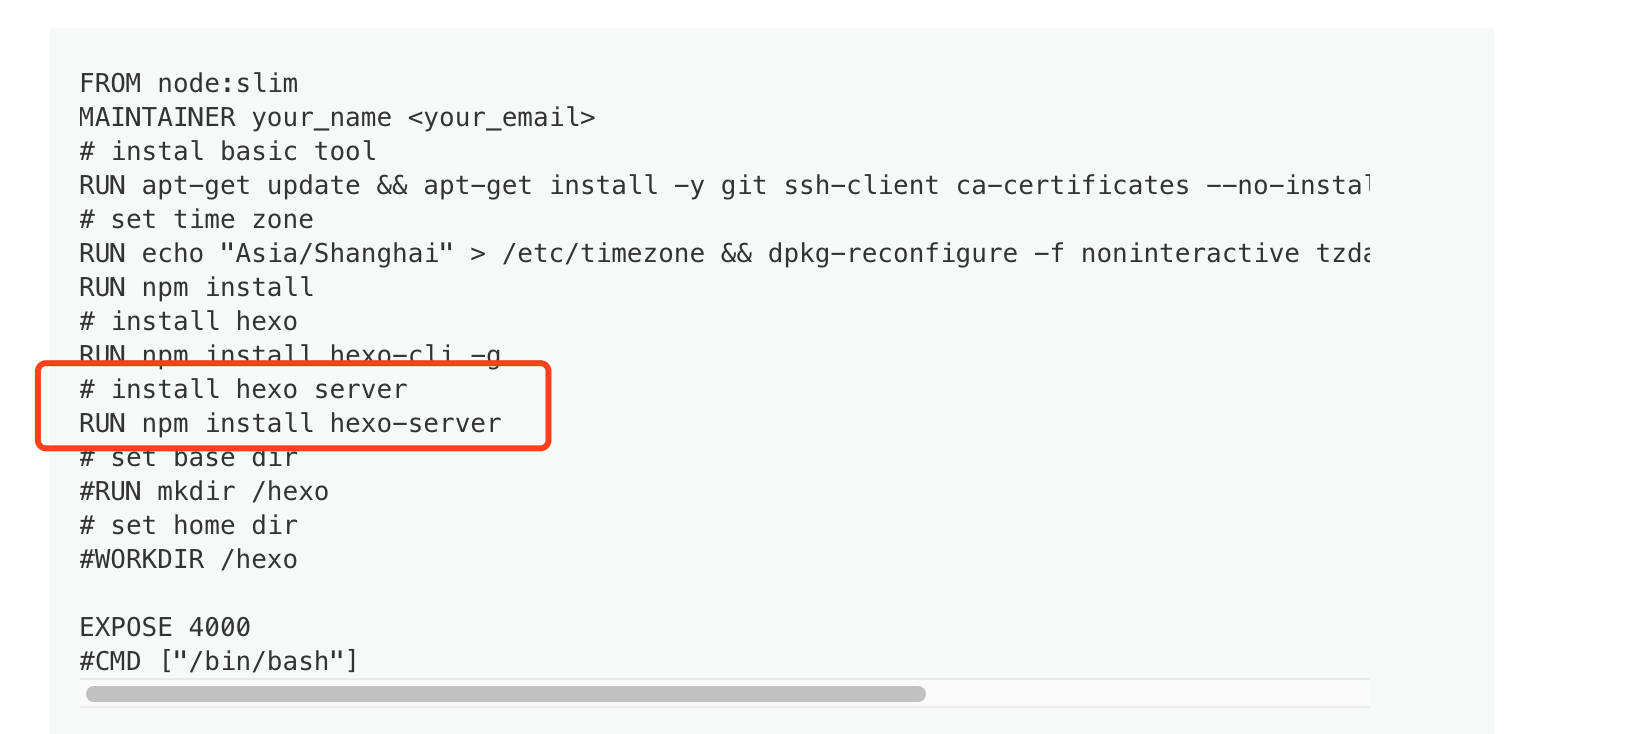 FROM node:slim
MAINTAINER your_name <your_email>
# instal basic tool
RUN apt-get update && apt-get install -y git ssh-client ca-certificates --no-instal
# set time zone
RUN echo "Asia/Shanghai" > /etc/timezone && dpkg-reconfigure -f noninteractive tzda
RUN npm install
# install hexo
RUN npm install hexo-cli -g
# install hexo server
RUN npm install hexo-server
# set base dir
#RUN mkdir /hexo
# set home dir
#WORKDIR /hexo
EXPOSE 4000
#CMD ["/bin/bash"]